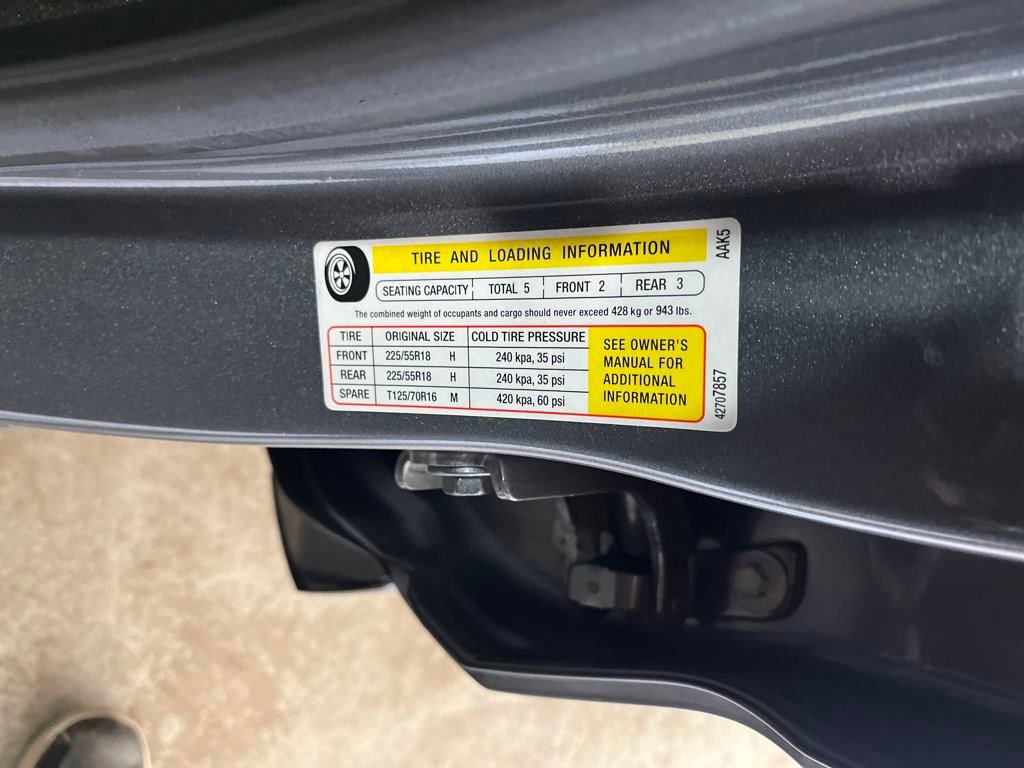 TIRE AND LOADING INFORMATION
SEATING CAPACITY TOTAL 5 FRONT 2 REAR 3
The combined weight of occupants and cargo should never exceed 428 kg or 943 lbs.
TIRE ORIGINAL SIZE COLD TIRE PRESSURE
FRONT 225/55R18 H 240 kpa, 35 psi
REAR 225/55R18 H 240 kpa, 35 psi
SPARE T125/70R16 M 420 kpa, 60 psi
SEE OWNER'S
MANUAL FOR
ADDITIONAL
INFORMATION
AAK5
42707857